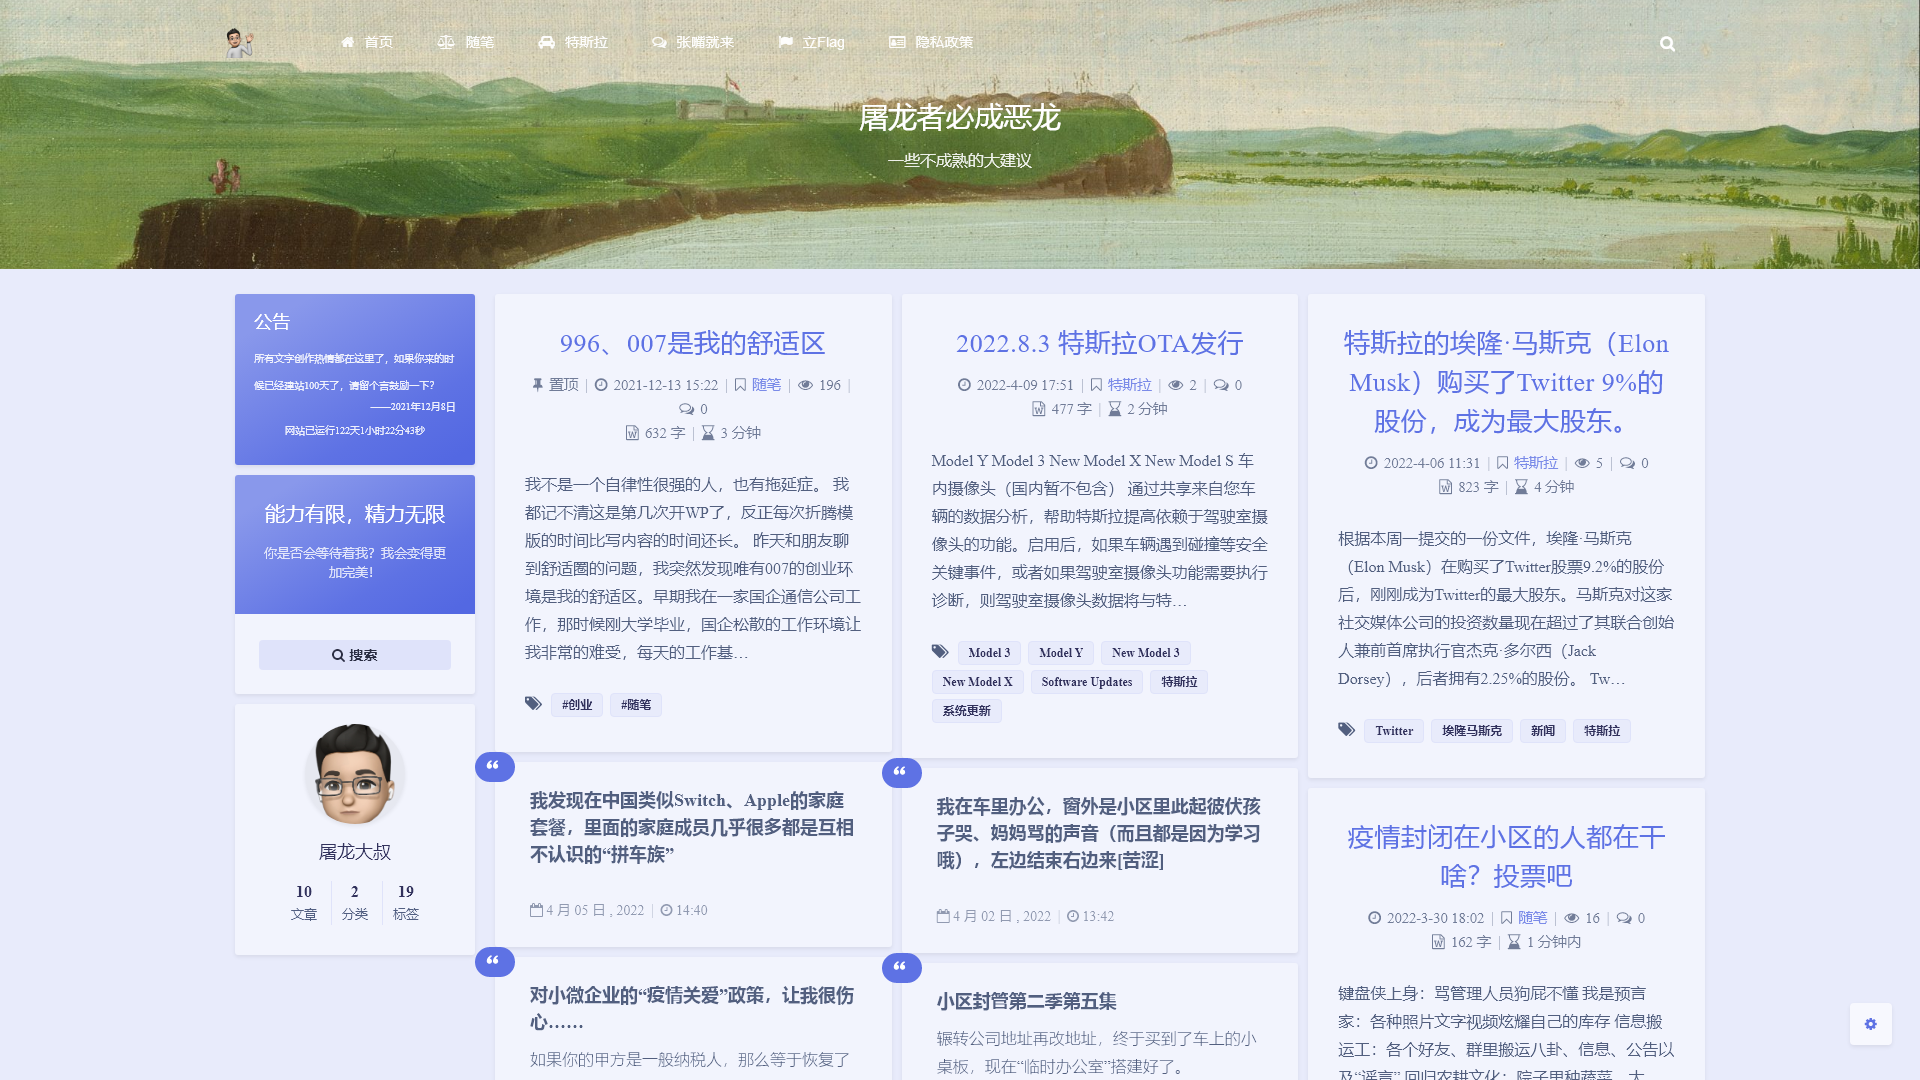 首页 随笔 特斯拉 张嘴就来 立Flag 隐私政策
屠龙者必成恶龙
一些不成熟的大建议
公告
所有文字创作热情都在这里了，如果你来的时
候已经建站100天了，请留个言鼓励一下？
——2021年12月8日
网站已运行122天1小时22分43秒
能力有限，精力无限
你是否会等待着我？我会变得更
加完美！
搜索
屠龙大叔
10 2 19
文章 分类 标签
996、007是我的舒适区
置顶 | 2021-12-13 15:22 | 随笔 | 196 |
0
632 字 | 3 分钟
我不是一个自律性很强的人，也有拖延症。 我
都记不清这是第几次开WP了，反正每次折腾模
版的时间比写内容的时间还长。 昨天和朋友聊
到舒适圈的问题，我突然发现唯有007的创业环
境是我的舒适区。早期我在一家国企通信公司工
作，那时候刚大学毕业，国企松散的工作环境让
我非常的难受，每天的工作基…
#创业 #随笔
我发现在中国类似Switch、Apple的家庭
套餐，里面的家庭成员几乎很多都是互相
不认识的“拼车族”
4 月 05 日 , 2022 | 14:40
对小微企业的“疫情关爱”政策，让我很伤
心……
如果你的甲方是一般纳税人，那么等于恢复了
2022.8.3 特斯拉OTA发行
2022-4-09 17:51 | 特斯拉 | 2 | 0
477 字 | 2 分钟
Model Y Model 3 New Model X New Model S 车
内摄像头（国内暂不包含） 通过共享来自您车
辆的数据分析，帮助特斯拉提高依赖于驾驶室摄
像头的功能。启用后，如果车辆遇到碰撞等安全
关键事件，或者如果驾驶室摄像头功能需要执行
诊断，则驾驶室摄像头数据将与特…
Model 3 Model Y New Model 3
New Model X Software Updates 特斯拉
系统更新
我在车里办公，窗外是小区里此起彼伏孩
子哭、妈妈骂的声音（而且都是因为学习
哦），左边结束右边来[苦涩]
4 月 02 日 , 2022 | 13:42
小区封管第二季第五集
辗转公司地址再改地址，终于买到了车上的小
桌板，现在“临时办公室”搭建好了。
特斯拉的埃隆·马斯克（Elon
Musk）购买了Twitter 9%的
股份，成为最大股东。
2022-4-06 11:31 | 特斯拉 | 5 | 0
823 字 | 4 分钟
根据本周一提交的一份文件，埃隆·马斯克
（Elon Musk）在购买了Twitter股票9.2%的股份
后，刚刚成为Twitter的最大股东。马斯克对这家
社交媒体公司的投资数量现在超过了其联合创始
人兼前首席执行官杰克·多尔西（Jack
Dorsey），后者拥有2.25%的股份。 Tw…
Twitter 埃隆马斯克 新闻 特斯拉
疫情封闭在小区的人都在干
啥？投票吧
2022-3-30 18:02 | 随笔 | 16 | 0
162 字 | 1 分钟内
键盘侠上身：骂管理人员狗屁不懂 我是预言
家：各种照片文字视频炫耀自己的库存 信息搬
运工：各个好友、群里搬运八卦、信息、公告以
及“谣言” 回归农耕文化：院子里种蔬菜、大